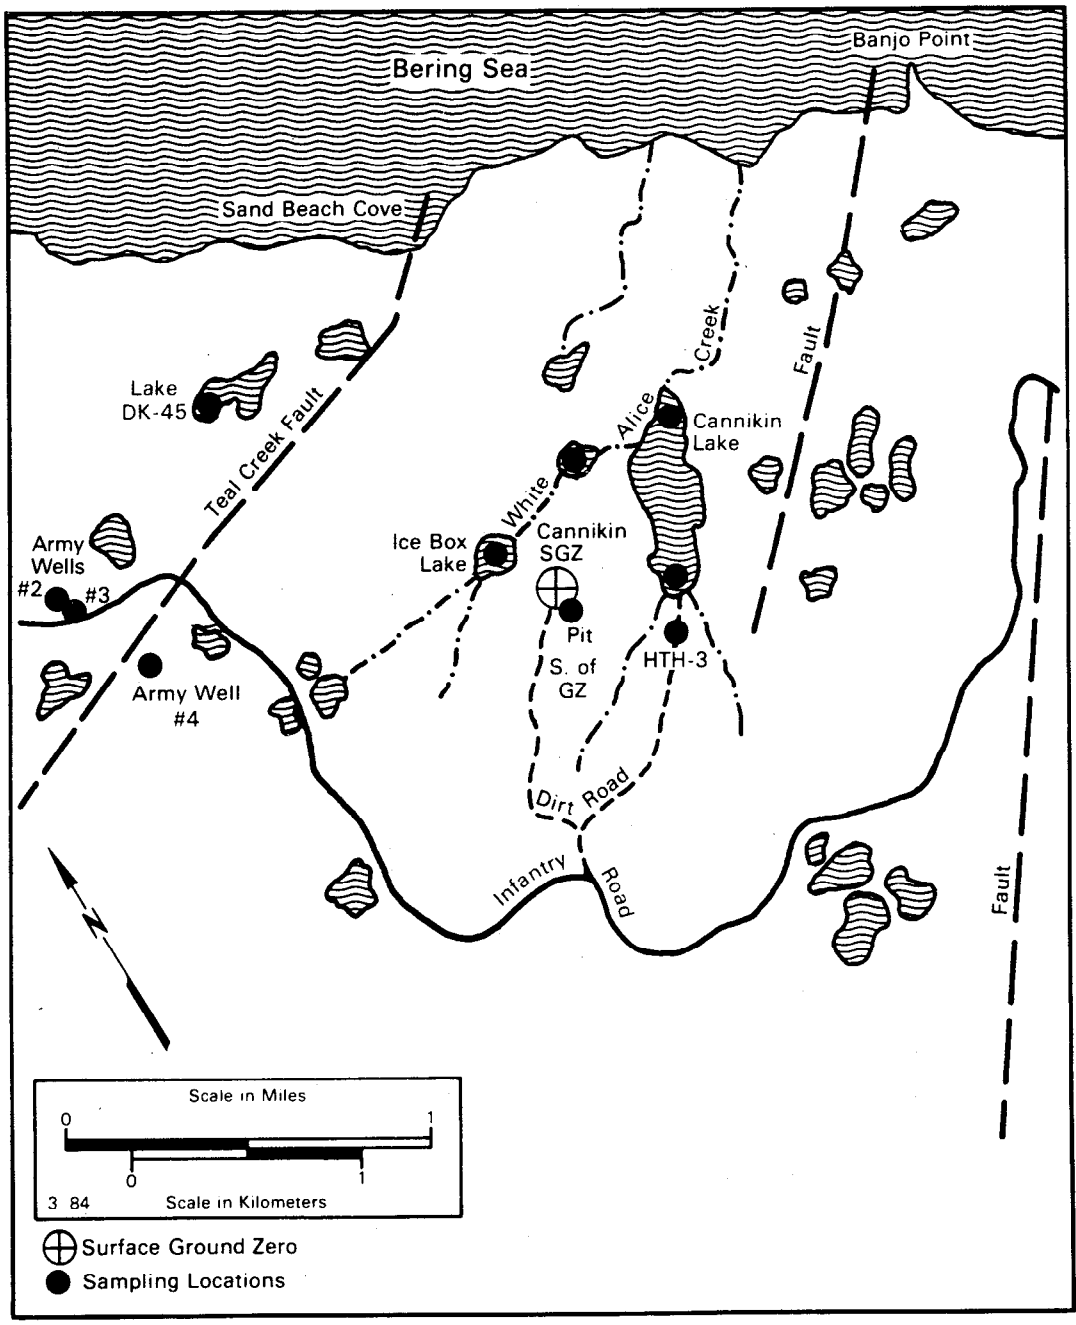 Banjo Point
Bering Sea
Sand Beach Cove
Creek
Fault
Lake
DK-45
Alice
Cannikin
Lake
Teal Creek Fault
White
Army
Wells
#2
#3
Ice Box
Lake
Cannikin
SGZ
Pit
S. of
GZ
HTH-3
Army Well
#4
Dirt Road
Infantry Road
Fault
N
Scale in Miles
0 1
0 1
3 84 Scale in Kilometers
Surface Ground Zero
Sampling Locations